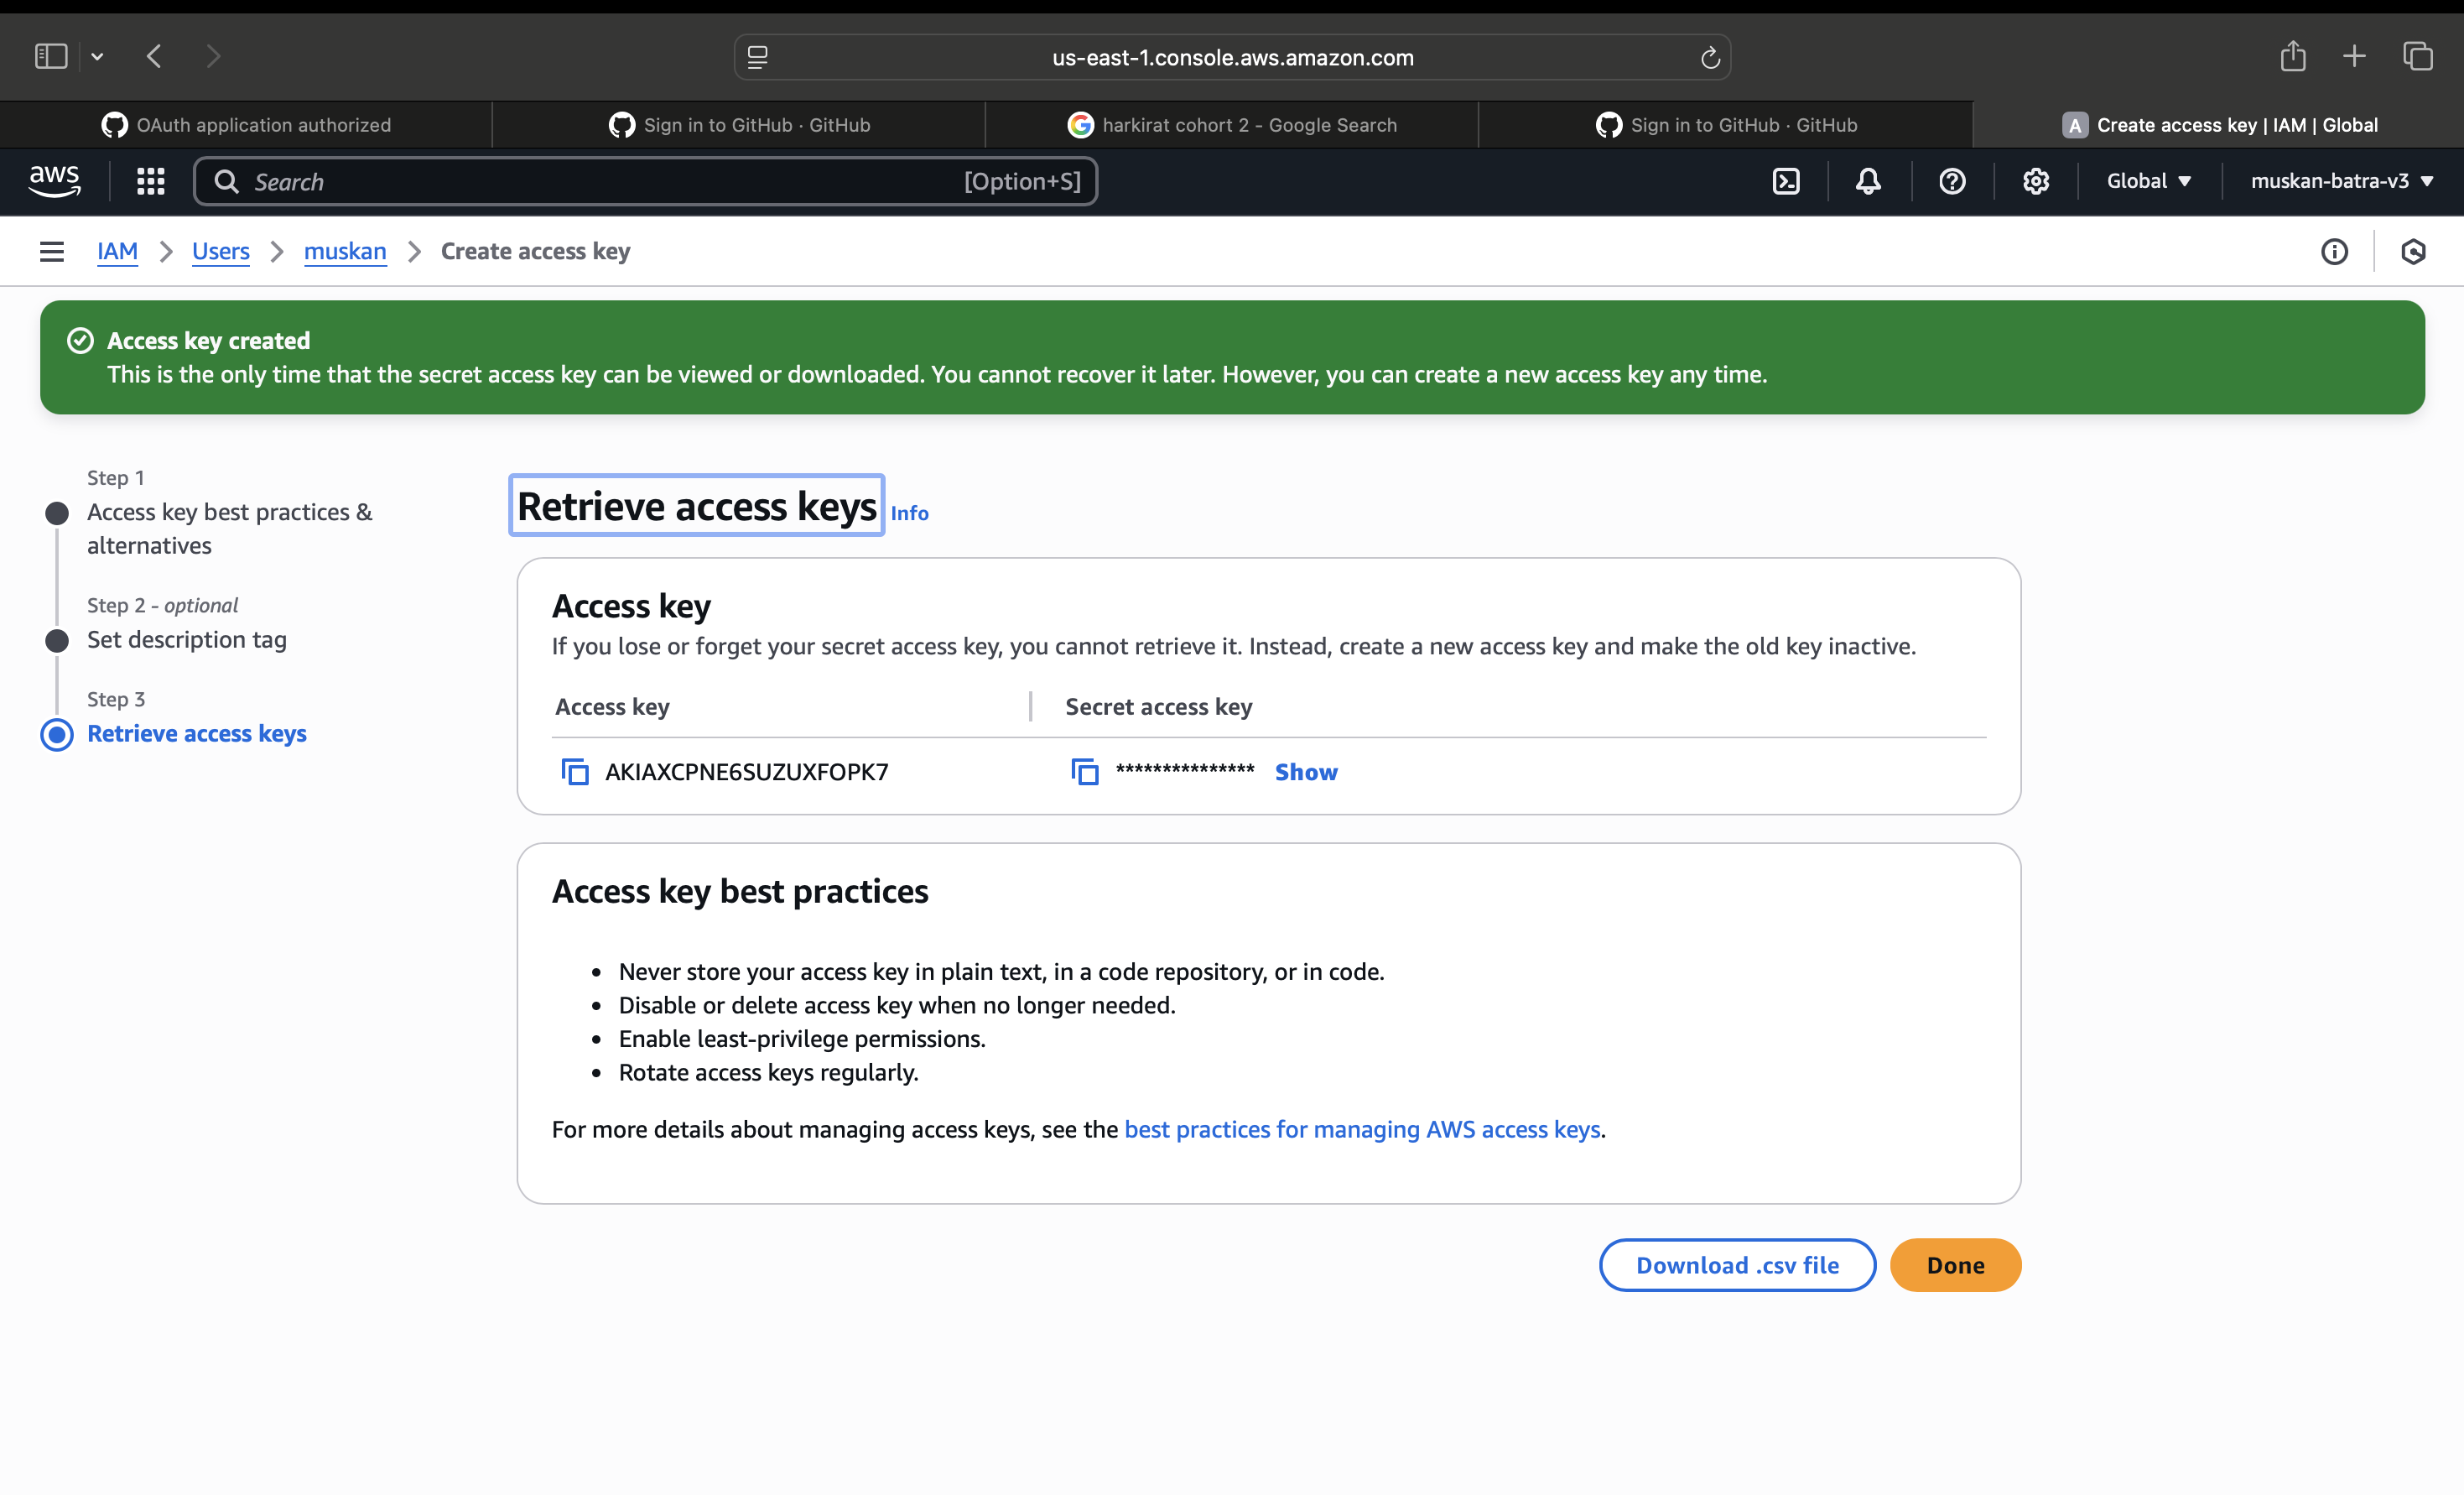 us-east-1.console.aws.amazon.com
OAuth application authorized
Sign in to GitHub · GitHub
harkirat cohort 2 - Google Search
Sign in to GitHub · GitHub
A Create access key | IAM | Global
aws
Search [Option+S]
Global
muskan-batra-v3
IAM
Users
muskan
Create access key
Access key created
This is the only time that the secret access key can be viewed or downloaded. You cannot recover it later. However, you can create a new access key any time.
Step 1
Access key best practices &
alternatives
Step 2 - optional
Set description tag
Step 3
Retrieve access keys
Retrieve access keys Info
Access key
If you lose or forget your secret access key, you cannot retrieve it. Instead, create a new access key and make the old key inactive.
Access key
Secret access key
AKIAXCPNE6SUZUXFOPK7
*************** Show
Access key best practices
• Never store your access key in plain text, in a code repository, or in code.
• Disable or delete access key when no longer needed.
• Enable least-privilege permissions.
• Rotate access keys regularly.
For more details about managing access keys, see the best practices for managing AWS access keys.
Download .csv file
Done